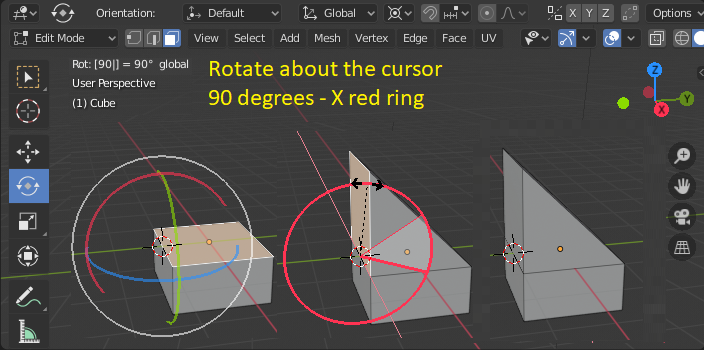 Orientation: Default Global X Y Z Options
Edit Mode View Select Add Mesh Vertex Edge Face UV
Rot: [90|] = 90° global
User Perspective
(1) Cube
Rotate about the cursor
90 degrees - X red ring
Z
Y
X